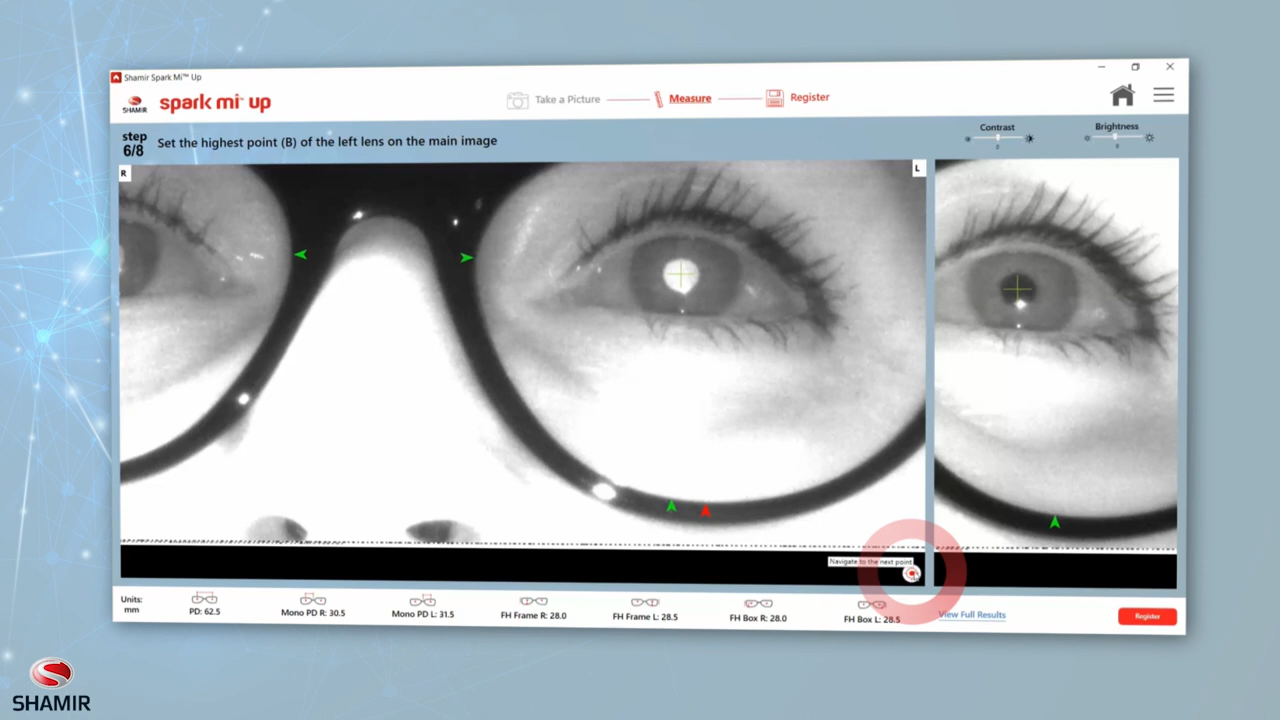 Shamir Spark Mi™ Up
SHAMIR
spark mi™ up
Take a Picture
Measure
Register
step
6/8
Set the highest point (B) of the left lens on the main image
Contrast
Brightness
R
L
Navigate to the next point
Units:
mm
PD: 62.5
Mono PD R: 30.5
Mono PD L: 31.5
FH Frame R: 28.0
FH Frame L: 28.5
FH Box R: 28.0
FH Box L: 28.5
View Full Results
Register
SHAMIR